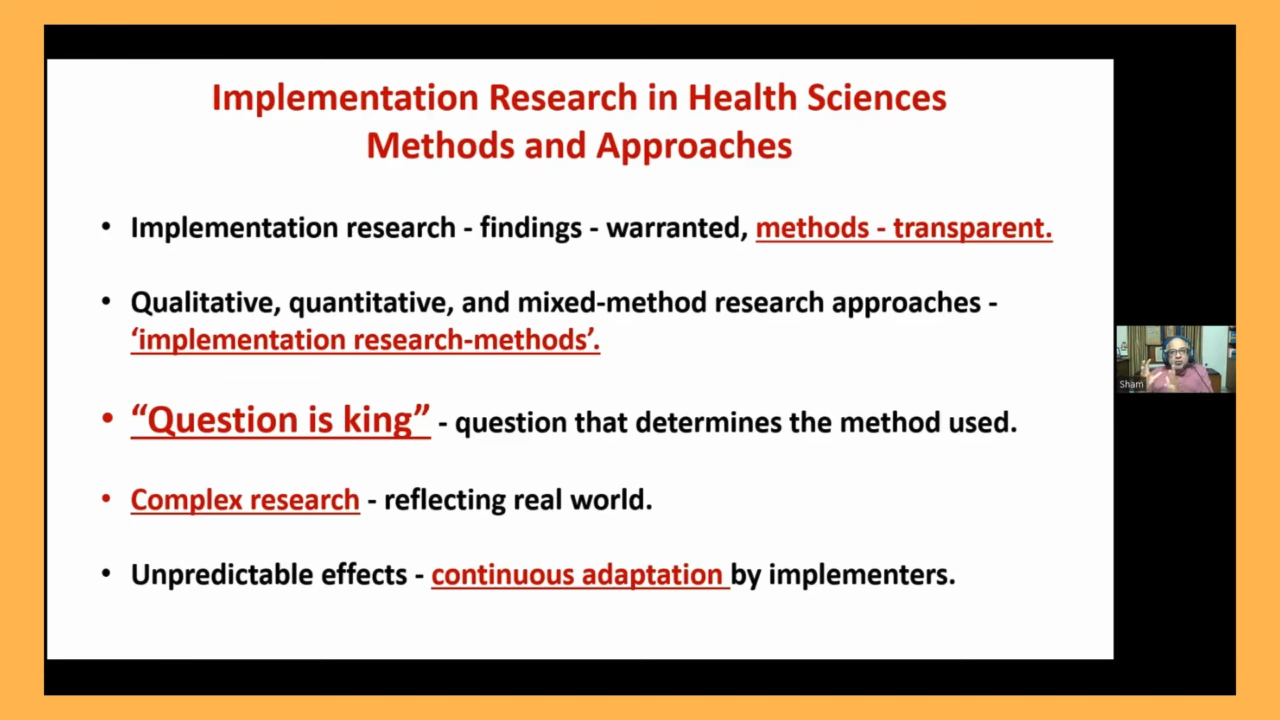 Implementation Research in Health Sciences
Methods and Approaches
• Implementation research - findings - warranted, methods - transparent.
• Qualitative, quantitative, and mixed-method research approaches -
‘implementation research-methods’.
• “Question is king” - question that determines the method used.
• Complex research - reflecting real world.
• Unpredictable effects - continuous adaptation by implementers.
Sham